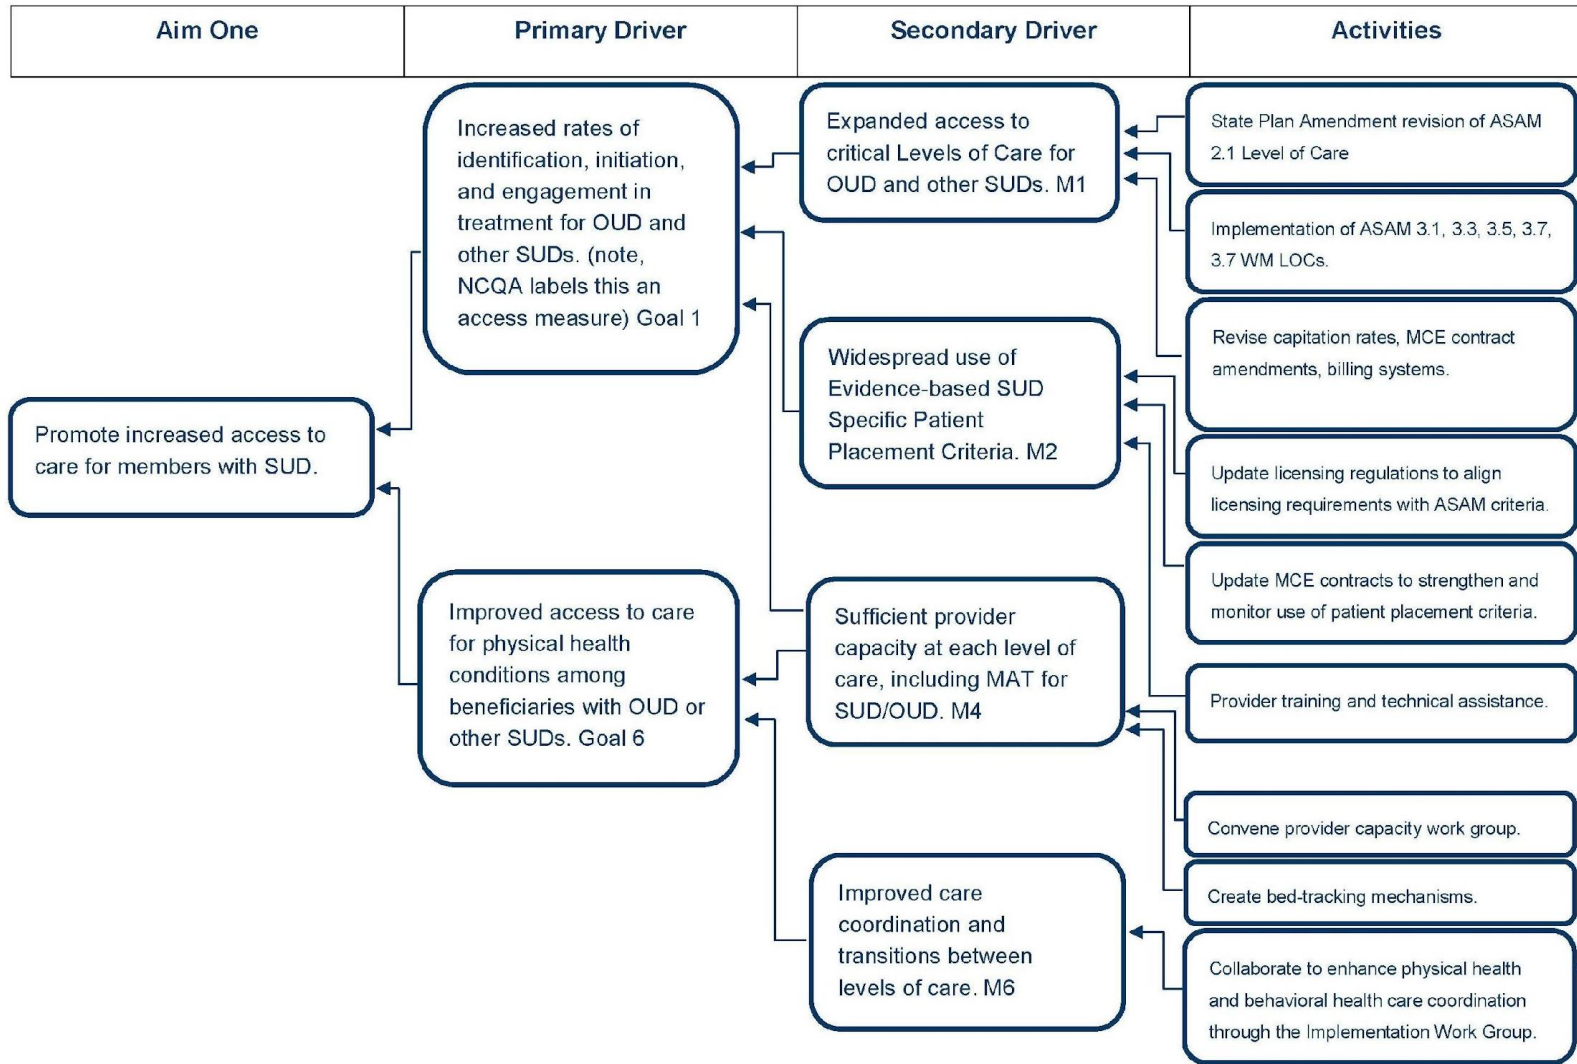 Aim One
Primary Driver
Secondary Driver
Activities
Promote increased access to
care for members with SUD.
Increased rates of
identification, initiation,
and engagement in
treatment for OUD and
other SUDs. (note,
NCQA labels this an
access measure) Goal 1
Improved access to care
for physical health
conditions among
beneficiaries with OUD or
other SUDs. Goal 6
Expanded access to
critical Levels of Care for
OUD and other SUDs. M1
Widespread use of
Evidence-based SUD
Specific Patient
Placement Criteria. M2
Sufficient provider
capacity at each level of
care, including MAT for
SUD/OUD. M4
Improved care
coordination and
transitions between
levels of care. M6
State Plan Amendment revision of ASAM
2.1 Level of Care
Implementation of ASAM 3.1, 3.3, 3.5, 3.7,
3.7 WM LOCs.
Revise capitation rates, MCE contract
amendments, billing systems.
Update licensing regulations to align
licensing requirements with ASAM criteria.
Update MCE contracts to strengthen and
monitor use of patient placement criteria.
Provider training and technical assistance.
Convene provider capacity work group.
Create bed-tracking mechanisms.
Collaborate to enhance physical health
and behavioral health care coordination
through the Implementation Work Group.